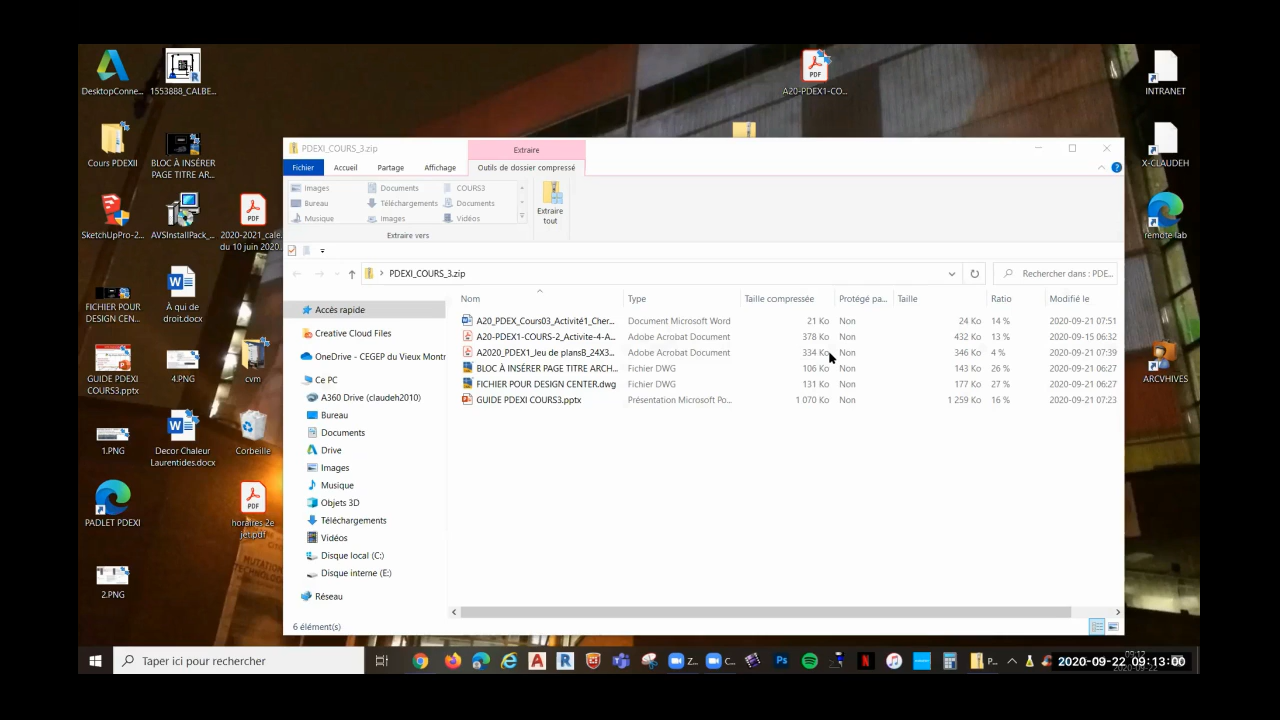 DesktopConne...
1553888_CALBE...
A20-PDEX1-CO...
INTRANET
Cours PDEXII
BLOC À INSÉRER
PAGE TITRE AR...
X-CLAUDEH
SketchUpPro-2...
AVSInstallPack_...
2020-2021_cale...
du 10 juin 2020...
remote lab
FICHIER POUR
DESIGN CEN...
À qui de
droit.docx
GUIDE PDEXI
COURS3.pptx
4.PNG
cvm
ARCVHIVES
1.PNG
Decor Chaleur
Laurentides.docx
Corbeille
PADLET PDEXI
horaires 2e
jet.pdf
2.PNG
PDEXI_COURS_3.zip
Extraire
Fichier
Accueil
Partage
Affichage
Outils de dossier compressé
Images
Documents
COURS3
Bureau
Téléchargements
Documents
Musique
Images
Vidéos
Extraire
tout
Extraire vers
PDEXI_COURS_3.zip
Rechercher dans : PDE...
Nom Type Taille compressée Protégé pa... Taille Ratio Modifié le
A20_PDEX_Cours03_Activité1_Cher... Document Microsoft Word 21 Ko Non 24 Ko 14 % 2020-09-21 07:51
A20-PDEX1-COURS-2_Activite-4-A... Adobe Acrobat Document 378 Ko Non 432 Ko 13 % 2020-09-15 06:32
A2020_PDEX1_Jeu de plansB_24X3... Adobe Acrobat Document 334 Ko Non 346 Ko 4 % 2020-09-21 07:39
BLOC À INSÉRER PAGE TITRE ARCH... Fichier DWG 106 Ko Non 143 Ko 26 % 2020-09-21 06:27
FICHIER POUR DESIGN CENTER.dwg Fichier DWG 131 Ko Non 177 Ko 27 % 2020-09-21 06:27
GUIDE PDEXI COURS3.pptx Présentation Microsoft Po... 1 070 Ko Non 1 259 Ko 16 % 2020-09-21 07:23
Accès rapide
Creative Cloud Files
OneDrive - CEGEP du Vieux Montr
Ce PC
A360 Drive (claudeh2010)
Bureau
Documents
Drive
Images
Musique
Objets 3D
Téléchargements
Vidéos
Disque local (C:)
Disque interne (E:)
Réseau
6 élément(s)
Taper ici pour rechercher
Z...
C...
P...
2020-09-22 09:13:00